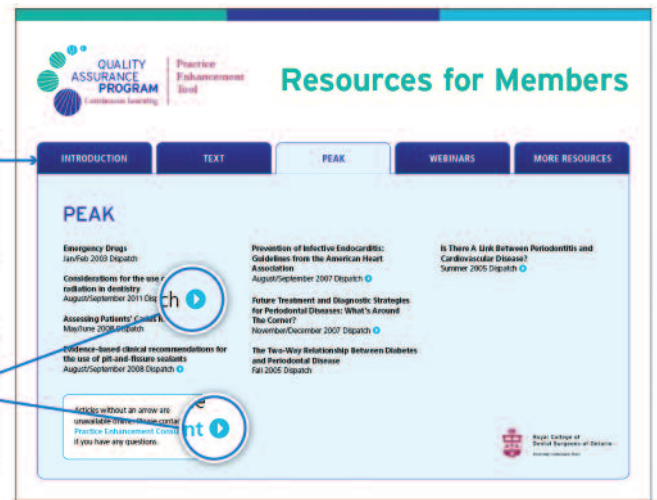 QUALITY
ASSURANCE
PROGRAM
Continuous Learning
Practice
Enhancement
Tool
Resources for Members
INTRODUCTION
TEXT
PEAK
WEBINARS
MORE RESOURCES
PEAK
Emergency Drugs
Jan/Feb 2003 Dispatch
Considerations for the use
radiation in dentistry
August/September 2011 Disp
ch
Assessing Patients' Caries
May/June 2008 Dispatch
Evidence-based clinical recommendations for
the use of pit-and-fissure sealants
August/September 2008 Dispatch
Articles without an arrow are
unavailable online. Please contact
Practice Enhancement Consu
if you have any questions.
nt
Prevention of Infective Endocarditis:
Guidelines from the American Heart
Association
August/September 2007 Dispatch
Future Treatment and Diagnostic Strategies
for Periodontal Diseases: What's Around
The Corner?
November/December 2007 Dispatch
The Two-Way Relationship Between Diabetes
and Periodontal Disease
Fall 2005 Dispatch
Is There A Link Between Periodontitis and
Cardiovascular Disease?
Summer 2005 Dispatch
Royal College of
Dental Surgeons of Ontario